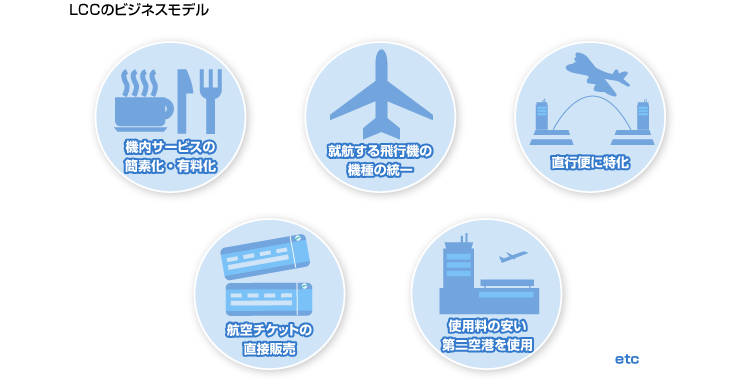 LCCのビジネスモデル
機内サービスの
簡素化・有料化
就航する飛行機の
機種の統一
直行便に特化
航空チケットの
直接販売
使用料の安い
第二空港を使用
etc